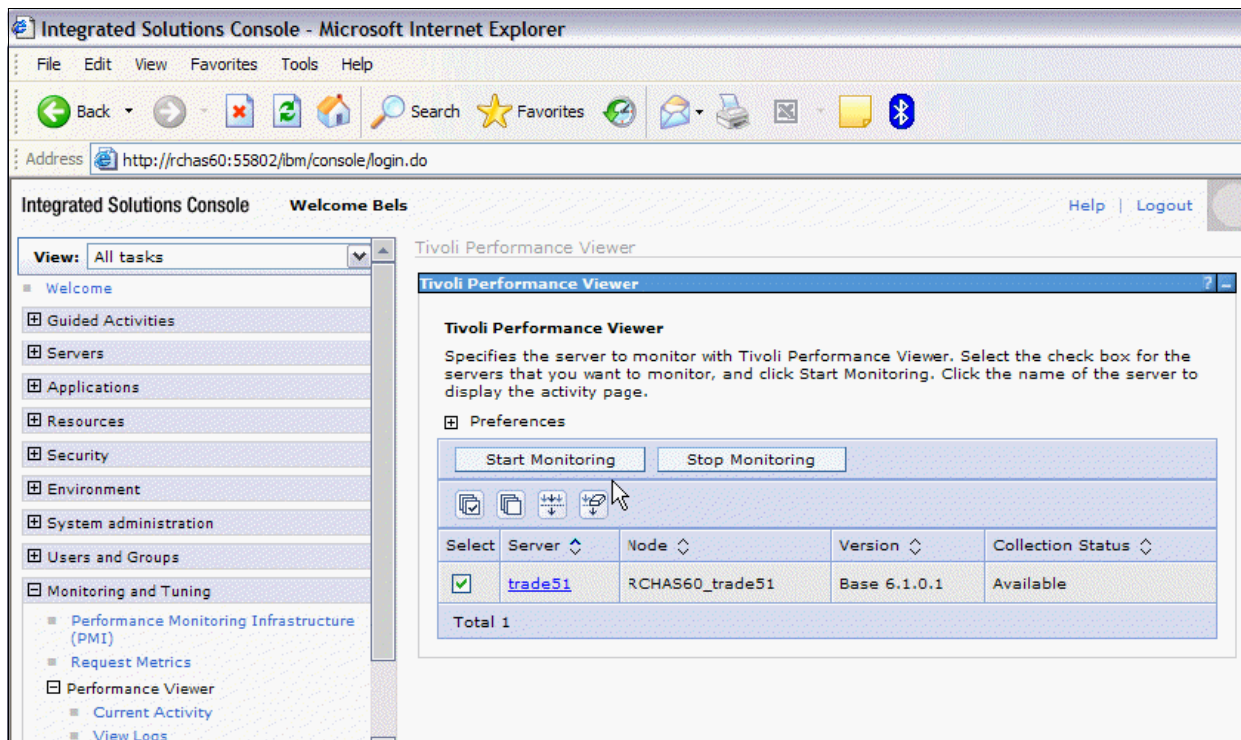 Integrated Solutions Console - Microsoft Internet Explorer
File Edit View Favorites Tools Help
Back Search Favorites
Address http://rchas60:55802/ibm/console/login.do
Integrated Solutions Console Welcome Bels Help | Logout
View: All tasks
Welcome
Guided Activities
Servers
Applications
Resources
Security
Environment
System administration
Users and Groups
Monitoring and Tuning
Performance Monitoring Infrastructure
(PMI)
Request Metrics
Performance Viewer
Current Activity
View Logs
Tivoli Performance Viewer
Tivoli Performance Viewer ?
Tivoli Performance Viewer
Specifies the server to monitor with Tivoli Performance Viewer. Select the check box for the
servers that you want to monitor, and click Start Monitoring. Click the name of the server to
display the activity page.
Preferences
Start Monitoring Stop Monitoring
Select Server Node Version Collection Status
trade51 RCHAS60_trade51 Base 6.1.0.1 Available
Total 1